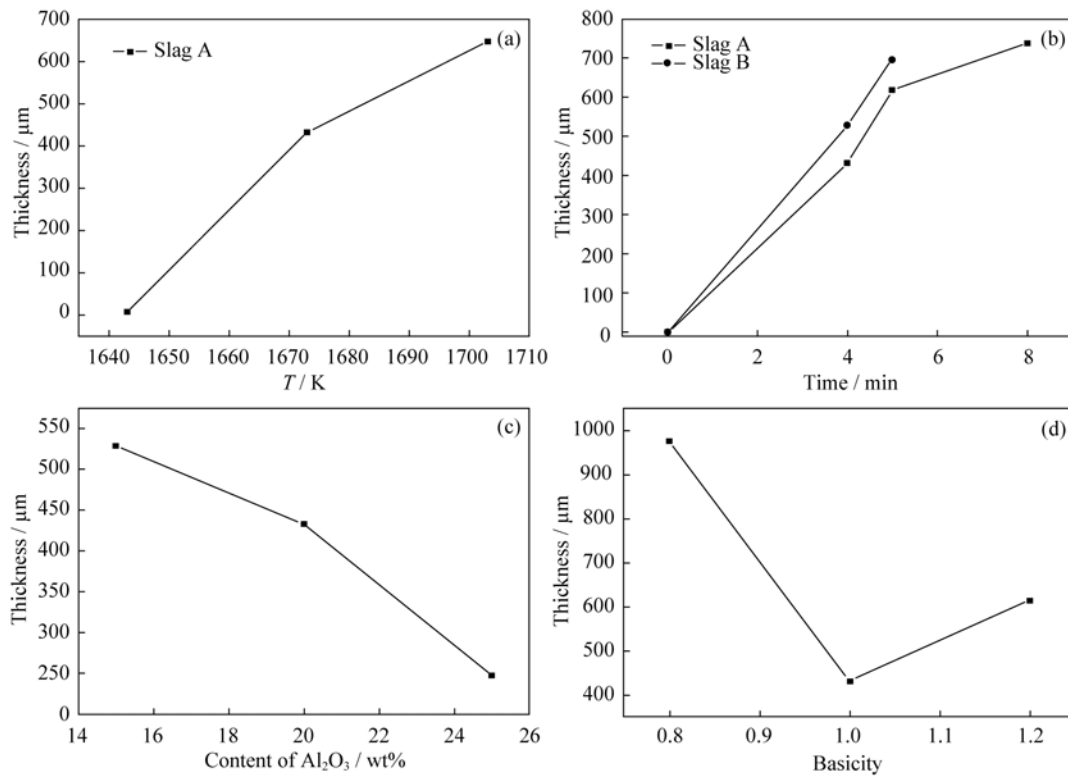 700
600
500
400
300
200
100
0
Thickness / μm
Slag A
(a)
1640 1650 1660 1670 1680 1690 1700 1710
T / K
800
700
600
500
400
300
200
100
0
Thickness / μm
Slag A
Slag B
(b)
0 2 4 6 8
Time / min
550
500
450
400
350
300
250
0
Thickness / μm
(c)
14 16 18 20 22 24 26
Content of Al₂O₃ / wt%
1000
900
800
700
600
500
400
Thickness / μm
(d)
0.8 0.9 1.0 1.1 1.2
Basicity